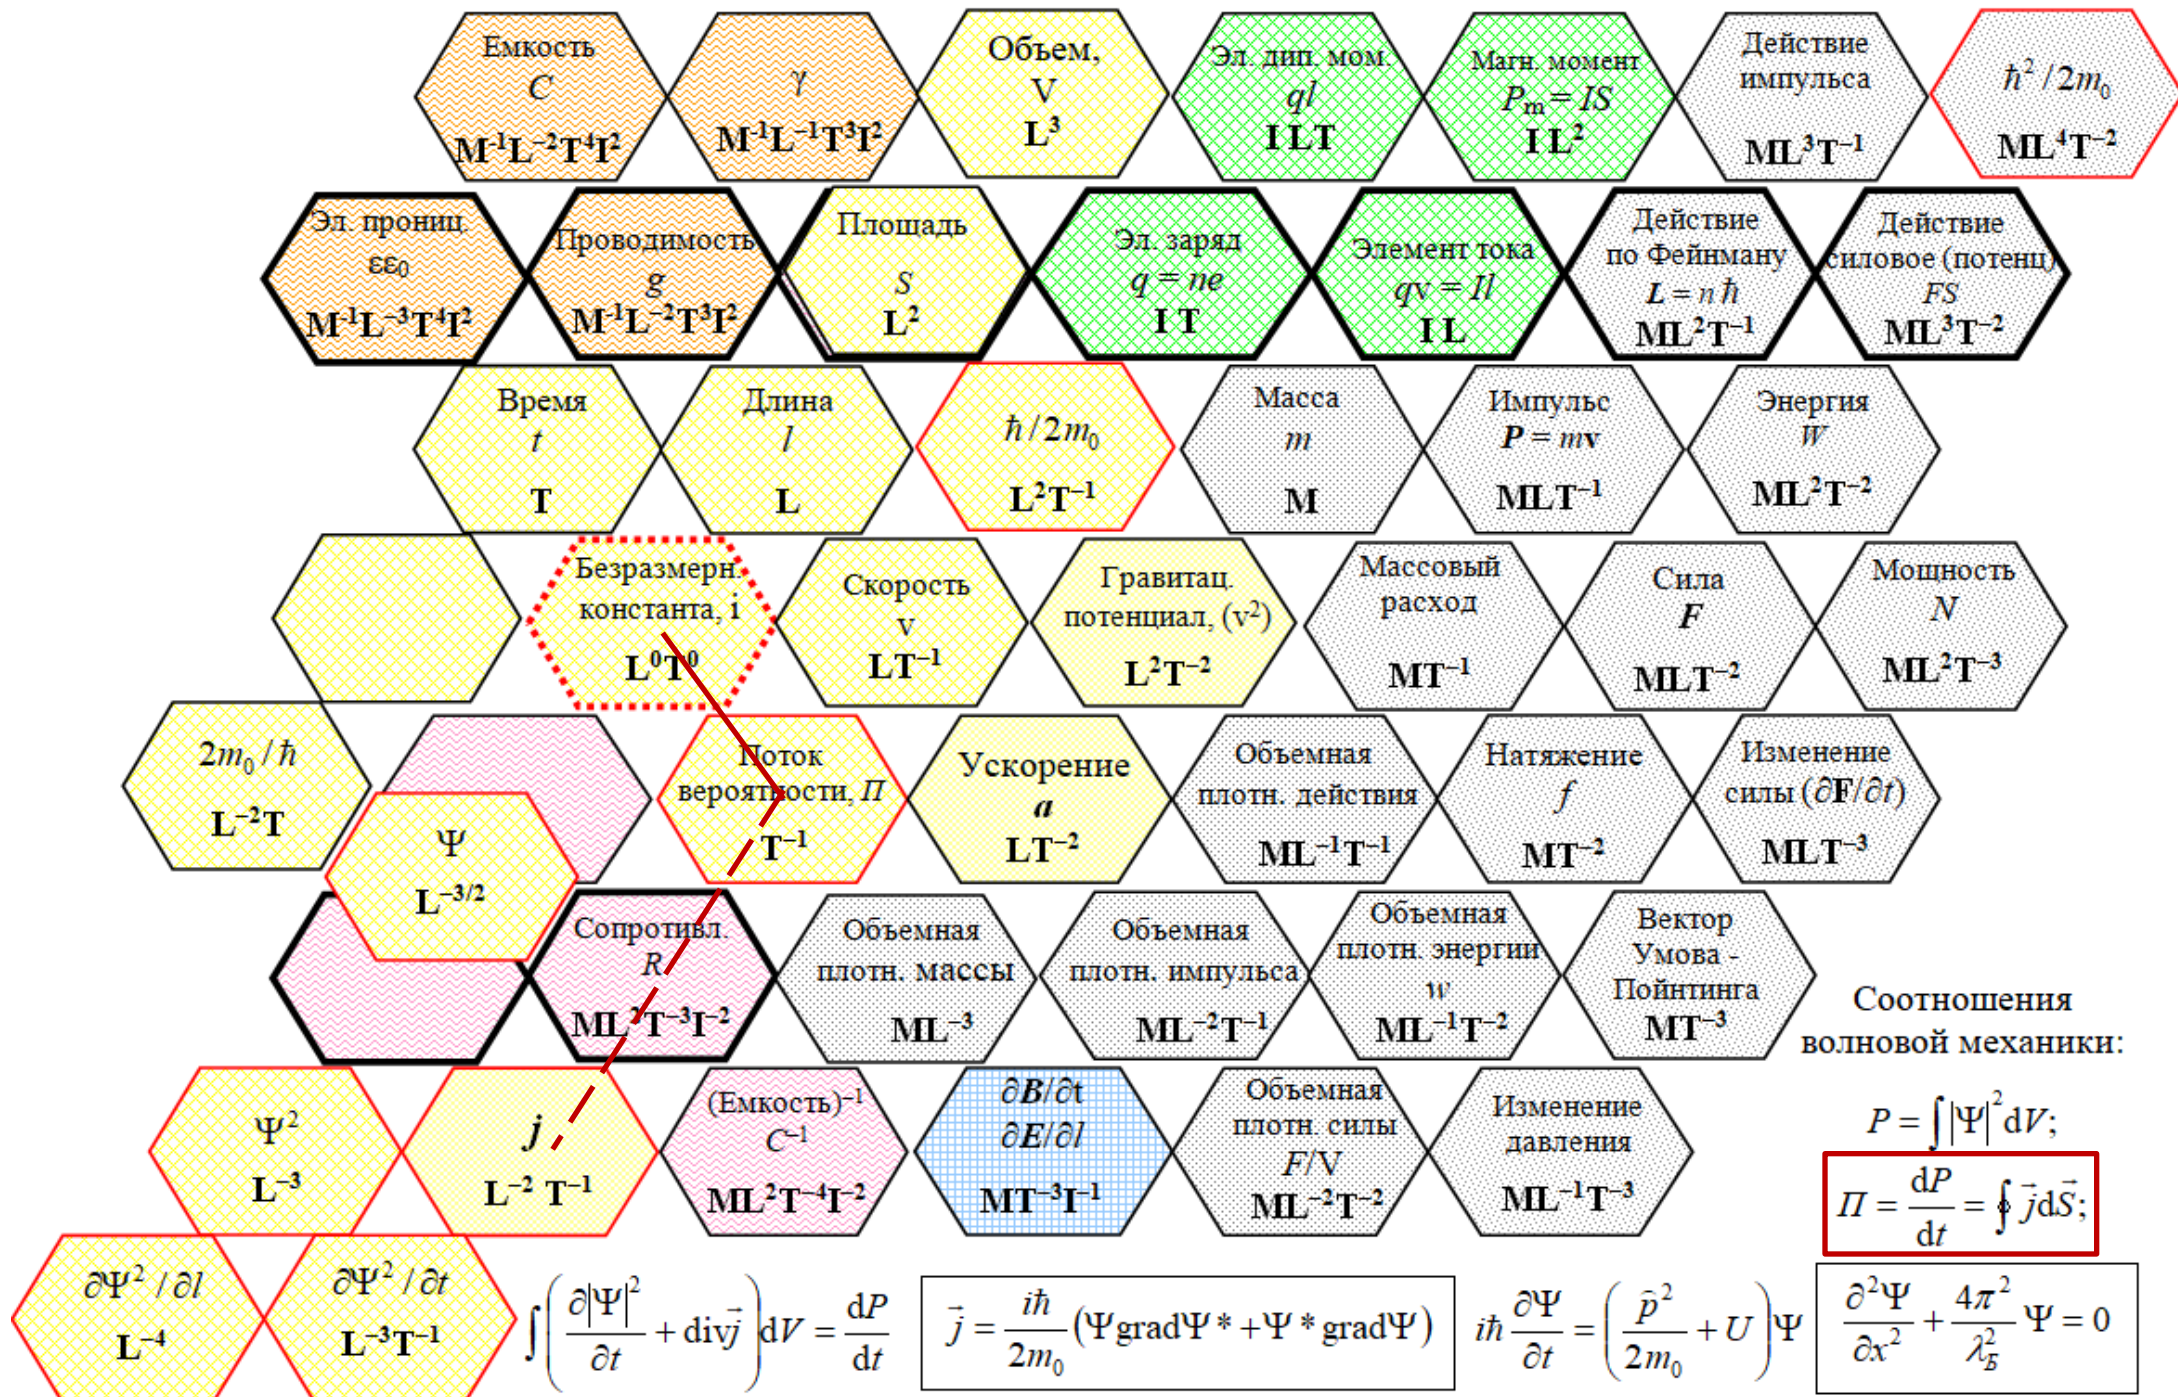 Емкость
C
M⁻¹L⁻²T⁴I²
γ
M⁻¹L⁻¹T³I²
Объем,
V
L³
Эл. дип. мом.
ql
I LT
Магн. момент
Pₘ = IS
I L²
Действие
импульса
ML³T⁻¹
ℏ²/2m₀
ML⁴T⁻²
Эл. прониц.
εε₀
M⁻¹L⁻³T⁴I²
Проводимость
g
M⁻¹L⁻²T³I²
Площадь
S
L²
Эл. заряд
q = ne
I T
Элемент тока
qv = Il
I L
Действие
по Фейнману
L = n ℏ
ML²T⁻¹
Действие
силовое (потенц)
FS
ML³T⁻²
Время
t
T
Длина
l
L
ℏ/2m₀
L²T⁻¹
Масса
m
M
Импульс
P = mv
MLT⁻¹
Энергия
W
ML²T⁻²
Безразмерн.
константа, i
L⁰T⁰
Скорость
v
LT⁻¹
Гравитац.
потенциал, (v²)
L²T⁻²
Массовый
расход
MT⁻¹
Сила
F
MLT⁻²
Мощность
N
ML²T⁻³
2m₀/ℏ
L⁻²T
Ψ
L⁻³/²
Поток
вероятности, П
T⁻¹
Ускорение
a
LT⁻²
Объемная
плотн. действия
ML⁻¹T⁻¹
Натяжение
f
MT⁻²
Изменение
силы (∂F/∂t)
MLT⁻³
Сопротивл.
R
ML²T⁻³I⁻²
Объемная
плотн. массы
ML⁻³
Объемная
плотн. импульса
ML⁻²T⁻¹
Объемная
плотн. энергии
w
ML⁻¹T⁻²
Вектор
Умова -
Пойнтинга
MT⁻³
Соотношения
волновой механики:
Ψ²
L⁻³
j
L⁻² T⁻¹
(Емкость)⁻¹
C⁻¹
ML²T⁻⁴I⁻²
∂B/∂t
∂E/∂l
MT⁻³I⁻¹
Объемная
плотн. силы
F/V
ML⁻²T⁻²
Изменение
давления
ML⁻¹T⁻³
P = ∫|Ψ|²dV;
П = dP/dt = ∮ j⃗dS⃗;
∂Ψ²/∂l
L⁻⁴
∂Ψ²/∂t
L⁻³T⁻¹
∫(∂|Ψ|²/∂t + divj⃗)dV = dP/dt
j⃗ = iℏ/2m₀ (ΨgradΨ* + Ψ*gradΨ)
iℏ ∂Ψ/∂t = (p̂²/2m₀ + U)Ψ
∂²Ψ/∂x² + 4π²/λ²_Б Ψ = 0